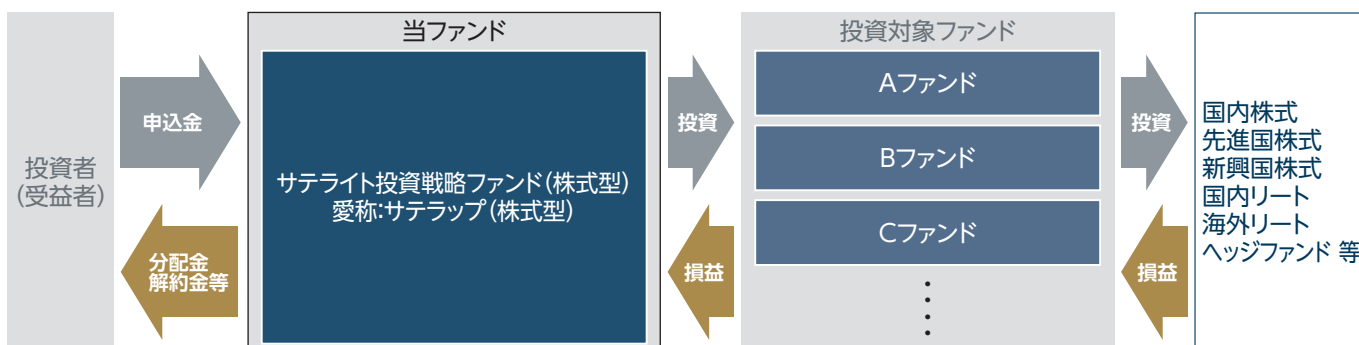 投資者
(受益者)
申込金
分配金
解約金等
当ファンド
サテライト投資戦略ファンド(株式型)
愛称:サテラップ(株式型)
投資
損益
投資対象ファンド
Aファンド
Bファンド
Cファンド
投資
損益
国内株式
先進国株式
新興国株式
国内リート
海外リート
ヘッジファンド 等